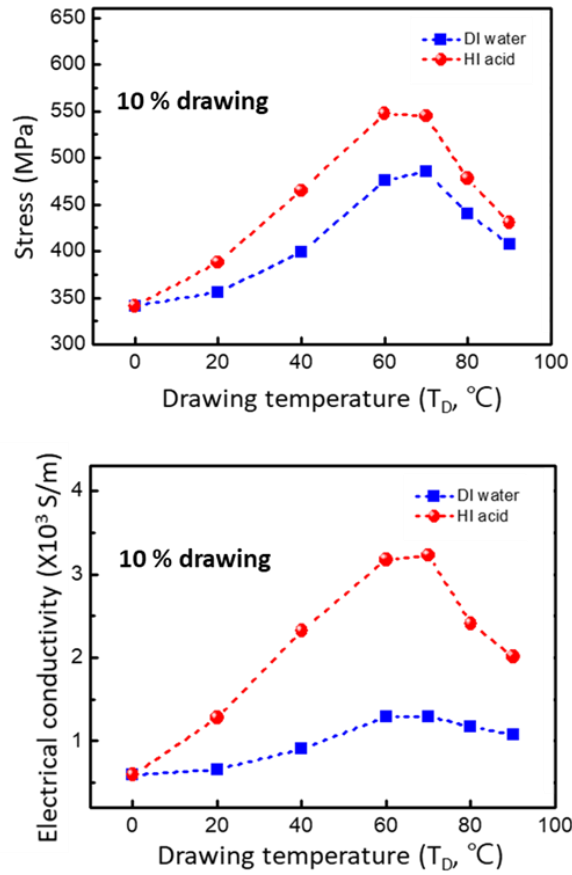 650
600
550
500
450
400
350
300
Stress (MPa)
DI water
HI acid
10 % drawing
0 20 40 60 80 100
Drawing temperature (T_D, ℃)
4
3
2
1
Electrical conductivity (X10³ S/m)
DI water
HI acid
10 % drawing
0 20 40 60 80 100
Drawing temperature (T_D, ℃)